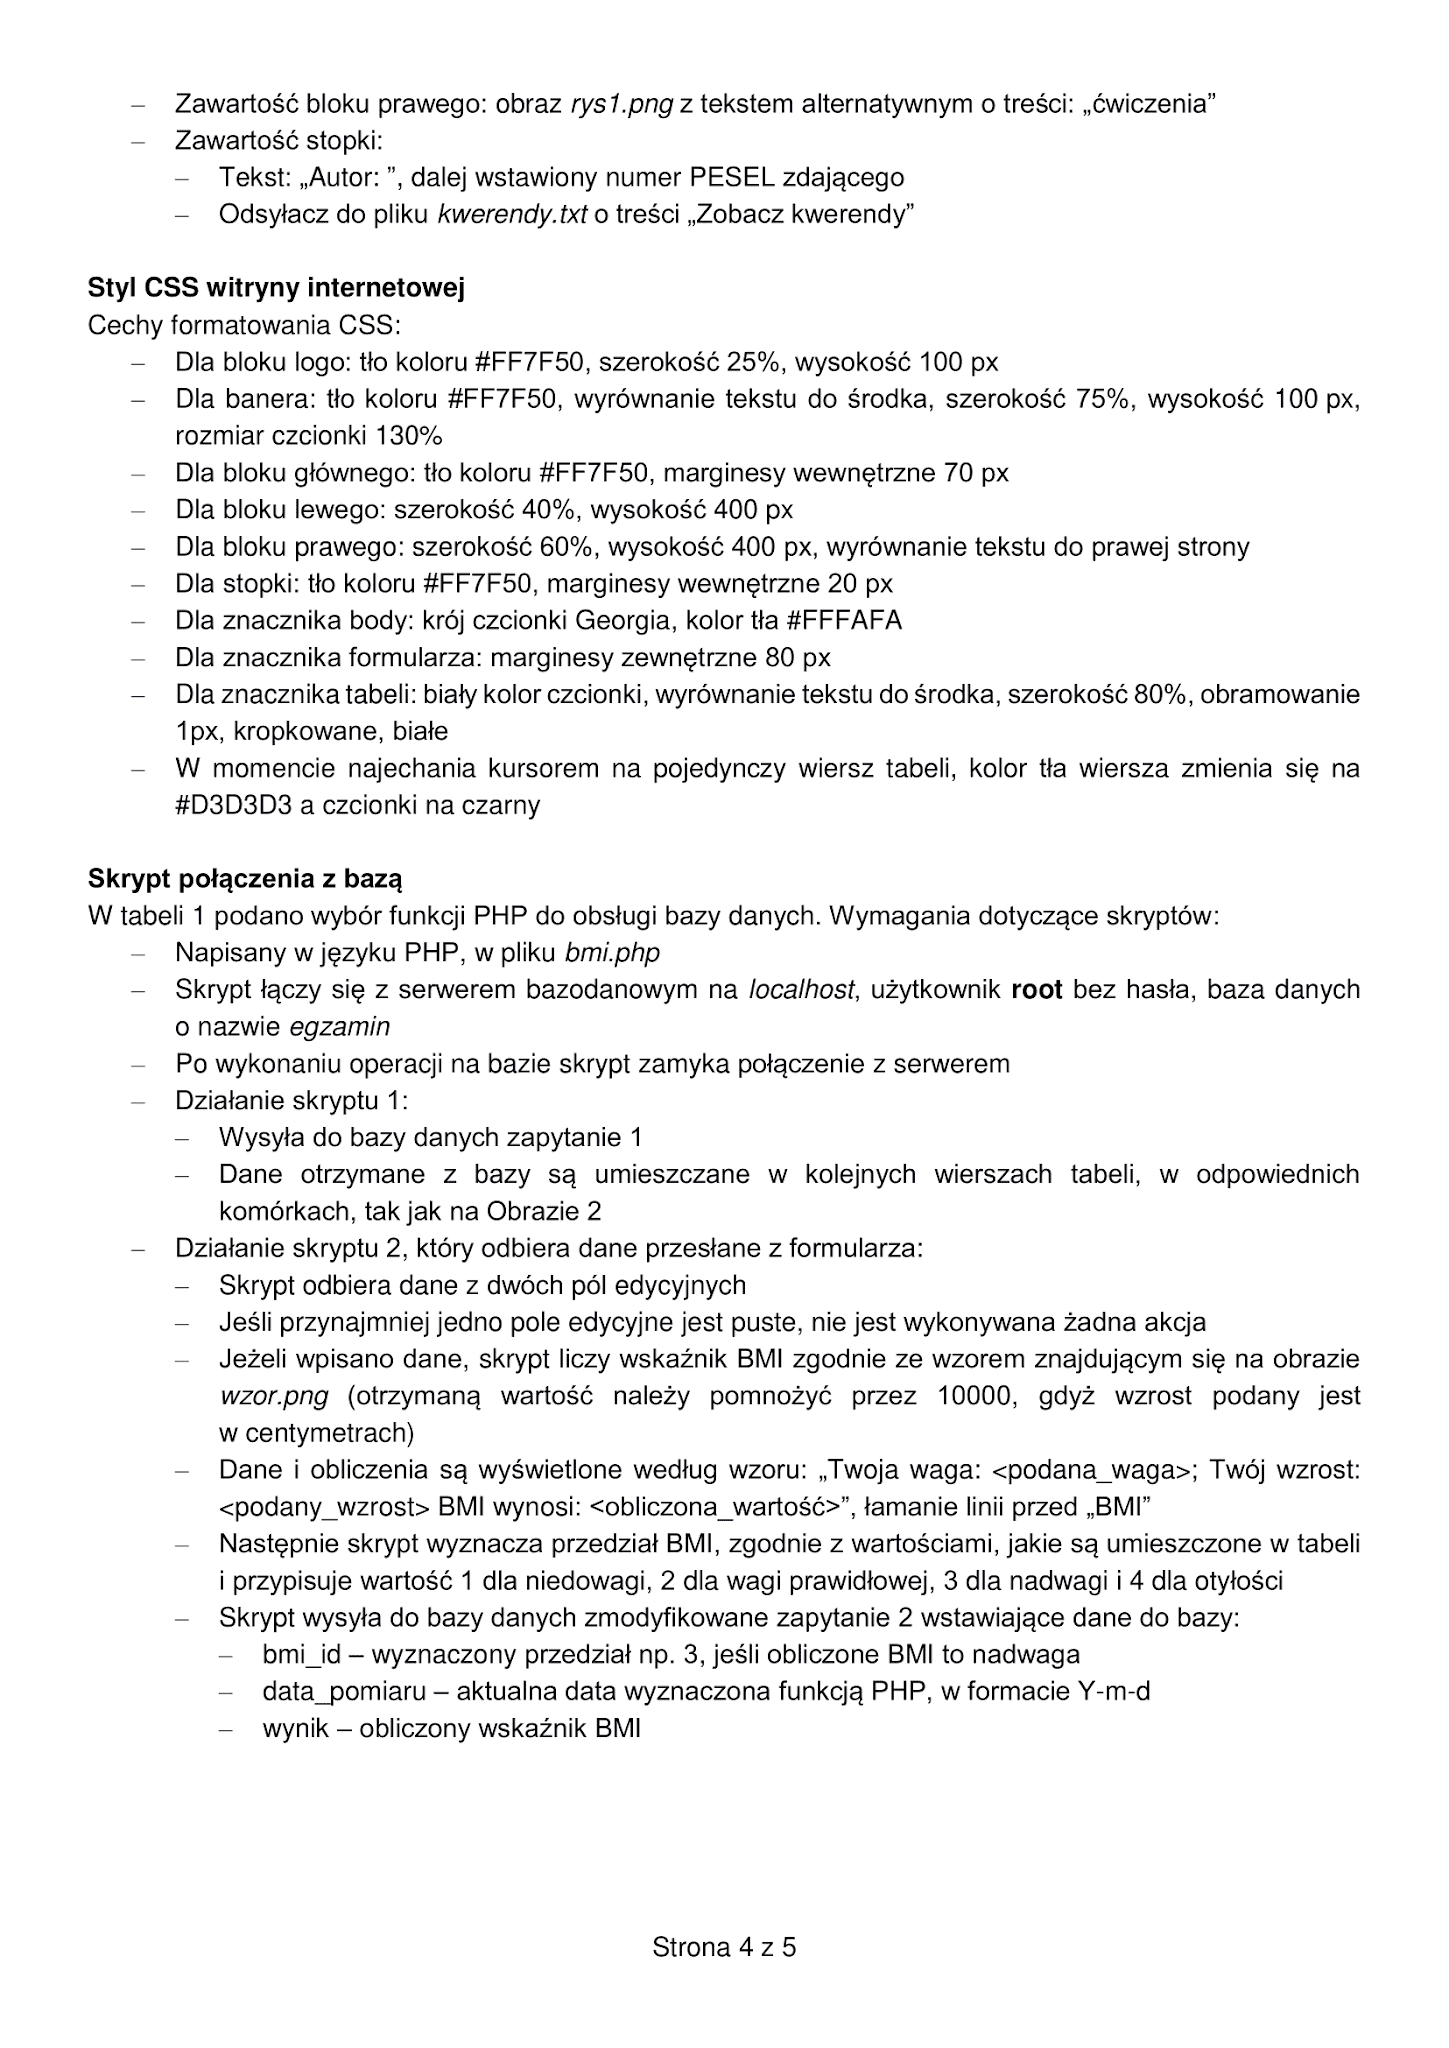 – Zawartość bloku prawego: obraz rys1.png z tekstem alternatywnym o treści: „ćwiczenia”
– Zawartość stopki:
– Tekst: „Autor: ”, dalej wstawiony numer PESEL zdającego
– Odsyłacz do pliku kwerendy.txt o treści „Zobacz kwerendy”
Styl CSS witryny internetowej
Cechy formatowania CSS:
– Dla bloku logo: tło koloru #FF7F50, szerokość 25%, wysokość 100 px
– Dla banera: tło koloru #FF7F50, wyrównanie tekstu do środka, szerokość 75%, wysokość 100 px,
rozmiar czcionki 130%
– Dla bloku głównego: tło koloru #FF7F50, marginesy wewnętrzne 70 px
– Dla bloku lewego: szerokość 40%, wysokość 400 px
– Dla bloku prawego: szerokość 60%, wysokość 400 px, wyrównanie tekstu do prawej strony
– Dla stopki: tło koloru #FF7F50, marginesy wewnętrzne 20 px
– Dla znacznika body: krój czcionki Georgia, kolor tła #FFFAFA
– Dla znacznika formularza: marginesy zewnętrzne 80 px
– Dla znacznika tabeli: biały kolor czcionki, wyrównanie tekstu do środka, szerokość 80%, obramowanie
1px, kropkowane, białe
– W momencie najechania kursorem na pojedynczy wiersz tabeli, kolor tła wiersza zmienia się na
#D3D3D3 a czcionki na czarny
Skrypt połączenia z bazą
W tabeli 1 podano wybór funkcji PHP do obsługi bazy danych. Wymagania dotyczące skryptów:
– Napisany w języku PHP, w pliku bmi.php
– Skrypt łączy się z serwerem bazodanowym na localhost, użytkownik root bez hasła, baza danych
o nazwie egzamin
– Po wykonaniu operacji na bazie skrypt zamyka połączenie z serwerem
– Działanie skryptu 1:
– Wysyła do bazy danych zapytanie 1
– Dane otrzymane z bazy są umieszczane w kolejnych wierszach tabeli, w odpowiednich
komórkach, tak jak na Obrazie 2
– Działanie skryptu 2, który odbiera dane przesłane z formularza:
– Skrypt odbiera dane z dwóch pól edycyjnych
– Jeśli przynajmniej jedno pole edycyjne jest puste, nie jest wykonywana żadna akcja
– Jeżeli wpisano dane, skrypt liczy wskaźnik BMI zgodnie ze wzorem znajdującym się na obrazie
wzor.png (otrzymaną wartość należy pomnożyć przez 10000, gdyż wzrost podany jest
w centymetrach)
– Dane i obliczenia są wyświetlone według wzoru: „Twoja waga: <podana_waga>; Twój wzrost:
<podany_wzrost> BMI wynosi: <obliczona_wartość>”, łamanie linii przed „BMI”
– Następnie skrypt wyznacza przedział BMI, zgodnie z wartościami, jakie są umieszczone w tabeli
i przypisuje wartość 1 dla niedowagi, 2 dla wagi prawidłowej, 3 dla nadwagi i 4 dla otyłości
– Skrypt wysyła do bazy danych zmodyfikowane zapytanie 2 wstawiające dane do bazy:
– bmi_id – wyznaczony przedział np. 3, jeśli obliczone BMI to nadwaga
– data_pomiaru – aktualna data wyznaczona funkcją PHP, w formacie Y-m-d
– wynik – obliczony wskaźnik BMI
Strona 4 z 5